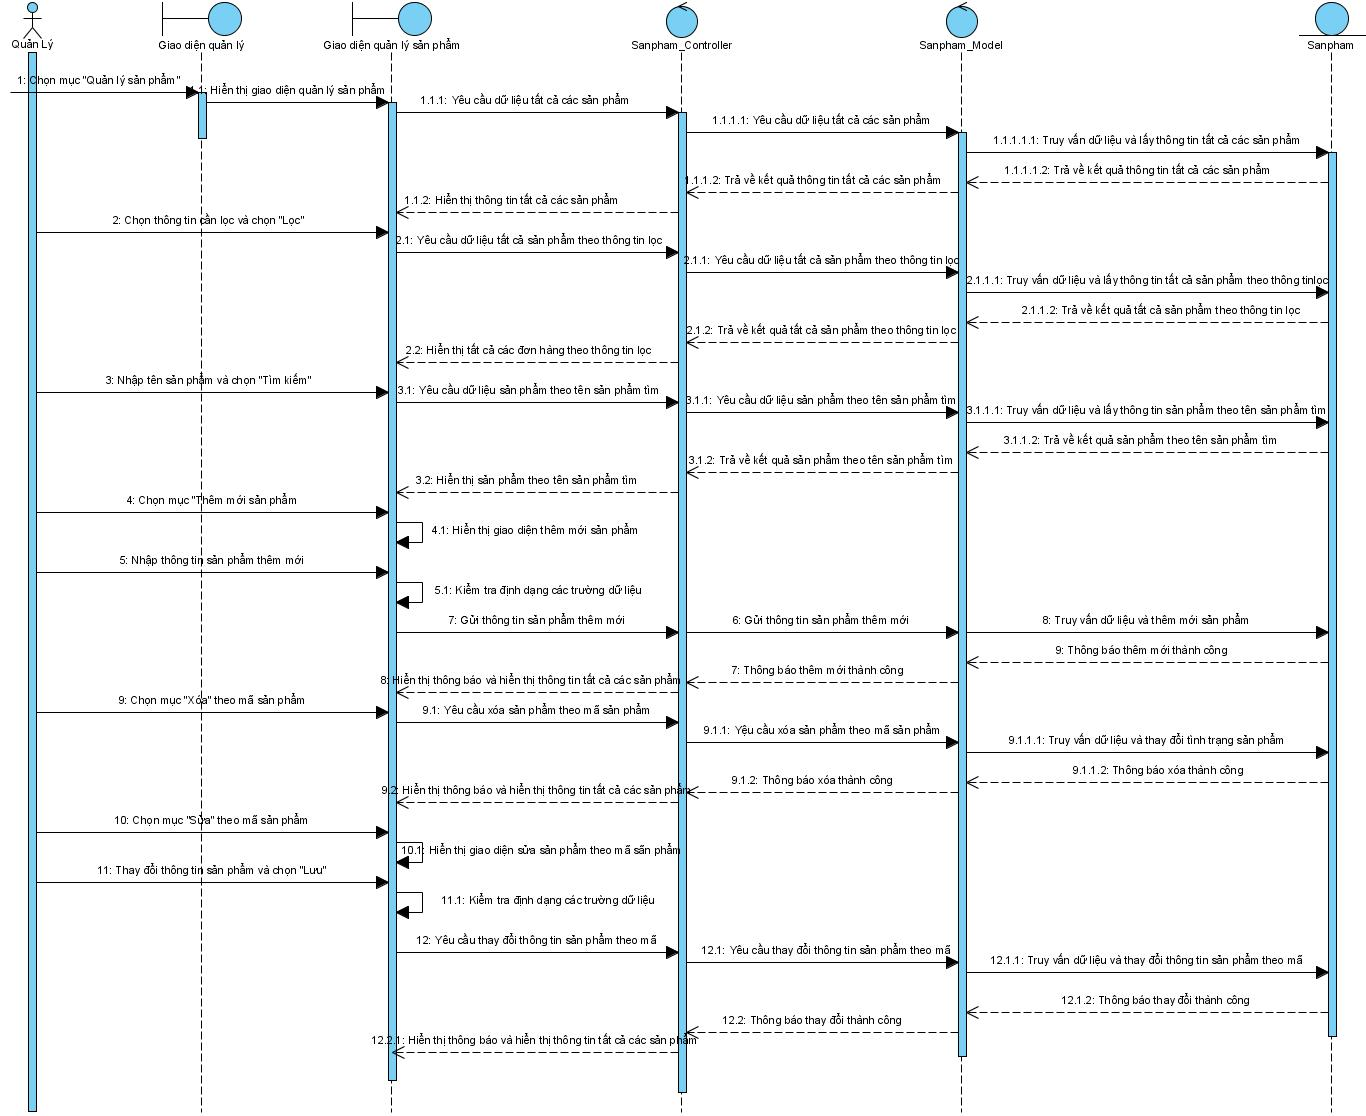 Quản Lý
Giao diện quản lý
Giao diện quản lý sản phẩm
Sanpham_Controller
Sanpham_Model
Sanpham
1: Chọn mục "Quản lý sản phẩm"
1.1: Hiển thị giao diện quản lý sản phẩm
1.1.1: Yêu cầu dữ liệu tất cả các sản phẩm
1.1.1.1: Yêu cầu dữ liệu tất cả các sản phẩm
1.1.1.1.1: Truy vấn dữ liệu và lấy thông tin tất cả các sản phẩm
1.1.1.1.2: Trả về kết quả thông tin tất cả các sản phẩm
1.1.1.2: Trả về kết quả thông tin tất cả các sản phẩm
1.1.2: Hiển thị thông tin tất cả các sản phẩm
2: Chọn thông tin cần lọc và chọn "Lọc"
2.1: Yêu cầu dữ liệu tất cả sản phẩm theo thông tin lọc
2.1.1: Yêu cầu dữ liệu tất cả sản phẩm theo thông tin lọc
2.1.1.1: Truy vấn dữ liệu và lấy thông tin tất cả sản phẩm theo thông tin lọc
2.1.1.2: Trả về kết quả tất cả sản phẩm theo thông tin lọc
2.1.2: Trả về kết quả tất cả sản phẩm theo thông tin lọc
2.2: Hiển thị tất cả các đơn hàng theo thông tin lọc
3: Nhập tên sản phẩm và chọn "Tìm kiếm"
3.1: Yêu cầu dữ liệu sản phẩm theo tên sản phẩm tìm
3.1.1: Yêu cầu dữ liệu sản phẩm theo tên sản phẩm tìm
3.1.1.1: Truy vấn dữ liệu và lấy thông tin sản phẩm theo tên sản phẩm tìm
3.1.1.2: Trả về kết quả sản phẩm theo tên sản phẩm tìm
3.1.2: Trả về kết quả sản phẩm theo tên sản phẩm tìm
3.2: Hiển thị sản phẩm theo tên sản phẩm tìm
4: Chọn mục "Thêm mới sản phẩm
4.1: Hiển thị giao diện thêm mới sản phẩm
5: Nhập thông tin sản phẩm thêm mới
5.1: Kiểm tra định dạng các trường dữ liệu
7: Gửi thông tin sản phẩm thêm mới
6: Gửi thông tin sản phẩm thêm mới
8: Truy vấn dữ liệu và thêm mới sản phẩm
9: Thông báo thêm mới thành công
7: Thông báo thêm mới thành công
8: Hiển thị thông báo và hiển thị thông tin tất cả các sản phẩm
9: Chọn mục "Xóa" theo mã sản phẩm
9.1: Yêu cầu xóa sản phẩm theo mã sản phẩm
9.1.1: Yệu cầu xóa sản phẩm theo mã sản phẩm
9.1.1.1: Truy vấn dữ liệu và thay đổi tình trạng sản phẩm
9.1.1.2: Thông báo xóa thành công
9.1.2: Thông báo xóa thành công
9.2: Hiển thị thông báo và hiển thị thông tin tất cả các sản phẩm
10: Chọn mục "Sửa" theo mã sản phẩm
10.1: Hiển thị giao diện sửa sản phẩm theo mã sãn phẩm
11: Thay đổi thông tin sản phẩm và chọn "Lưu"
11.1: Kiểm tra định dạng các trường dữ liệu
12: Yêu cầu thay đổi thông tin sản phẩm theo mã
12.1: Yêu cầu thay đổi thông tin sản phẩm theo mã
12.1.1: Truy vấn dữ liệu và thay đổi thông tin sản phẩm theo mã
12.1.2: Thông báo thay đổi thành công
12.2: Thông báo thay đổi thành công
12.2.1: Hiển thị thông báo và hiển thị thông tin tất cả các sản phẩm